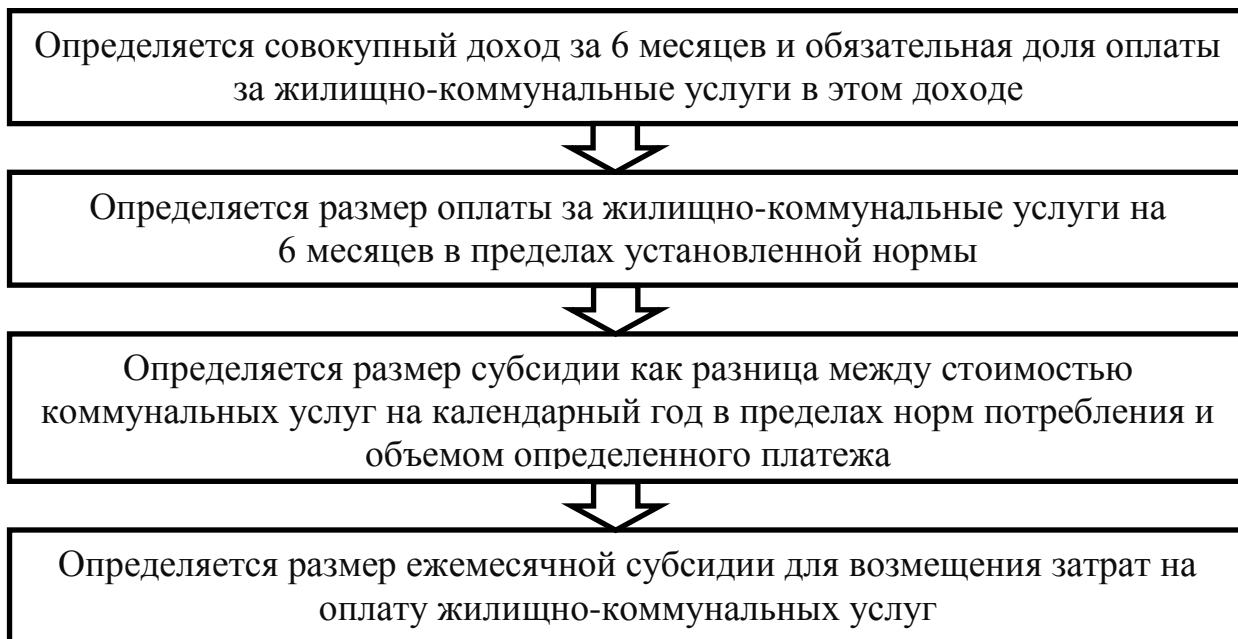 Определяется совокупный доход за 6 месяцев и обязательная доля оплаты
за жилищно-коммунальные услуги в этом доходе
Определяется размер оплаты за жилищно-коммунальные услуги на
6 месяцев в пределах установленной нормы
Определяется размер субсидии как разница между стоимостью
коммунальных услуг на календарный год в пределах норм потребления и
объемом определенного платежа
Определяется размер ежемесячной субсидии для возмещения затрат на
оплату жилищно-коммунальных услуг